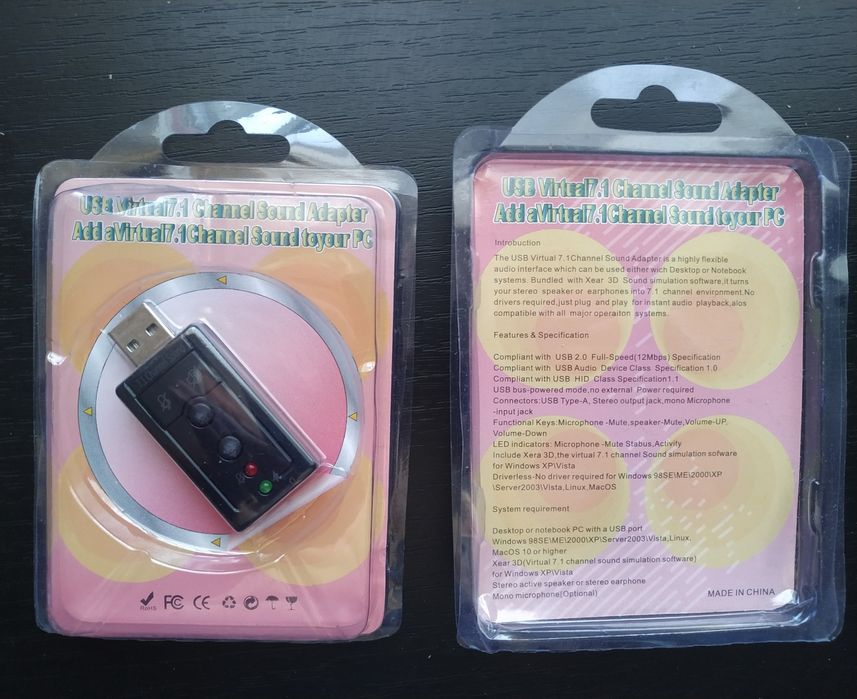 USB Virtual7.1 Channel Sound Adapter
Add aVirtual7.1Channel Sound toyour PC
RoHS
FC CE
USB Virtual7.1 Channel Sound Adapter
Add aVirtual7.1Channel Sound toyour PC
Introbuction
The USB Virtual 7.1Channel Sound Adapter is a highly flexible
audio interface which can be used either wich Desktop or Notebook
systems. Bundled with Xear 3D Sound simulation software,it turns
your stereo speaker or earphones into 7.1 channel environment.No
drivers required,just plug and play for instant audio playback,alos
compatible with all major operaiton systems.
Features & Specification
Compliant with USB 2.0 Full-Speed(12Mbps) Specification
Compliant with USB Audio Device Class Specification 1.0
Compliant with USB HID Class Specification1.1
USB bus-powered mode,no external Power required
Connectors:USB Type-A, Stereo output jack,mono Microphone
-input jack
Functional Keys:Microphone -Mute,speaker-Mute,Volume-UP,
Volume-Down
LED indicators: Microphone -Mute Stabus,Activity
Include Xera 3D,the virtual 7.1 channel Sound simulation sofware
for Windows XP\Vista
Driverless-No driver required for Windows 98SE\ME\2000\XP
\Server2003\Vista,Linux,MacOS
System requirement
Desktop or notebook PC with a USB port
Windows 98SE\ME\2000\XP\Server2003\Vista,Linux,
MacOS 10 or higher
Xear 3D(Virtual 7.1 channel sound simulation software)
for Windows XP\Vista
Stereo active speaker or stereo earphone
Mono microphone(Optional)
MADE IN CHINA